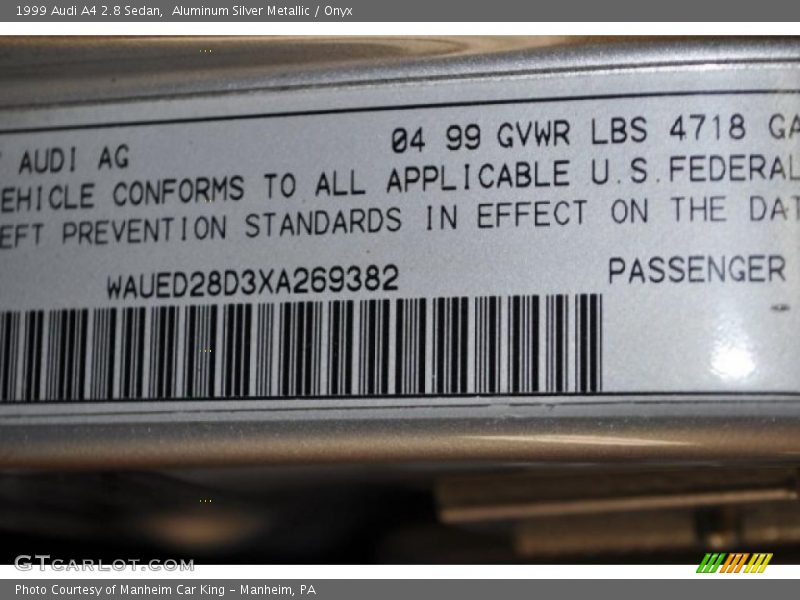 1999 Audi A4 2.8 Sedan,  Aluminum Silver Metallic / Onyx
AUDI AG 04 99 GVWR LBS 4718 GA
EHICLE CONFORMS TO ALL APPLICABLE U.S.FEDERAL
EFT PREVENTION STANDARDS IN EFFECT ON THE DAT
WAUED28D3XA269382 PASSENGER
GTCARLOT.COM
Photo Courtesy of Manheim Car King - Manheim, PA